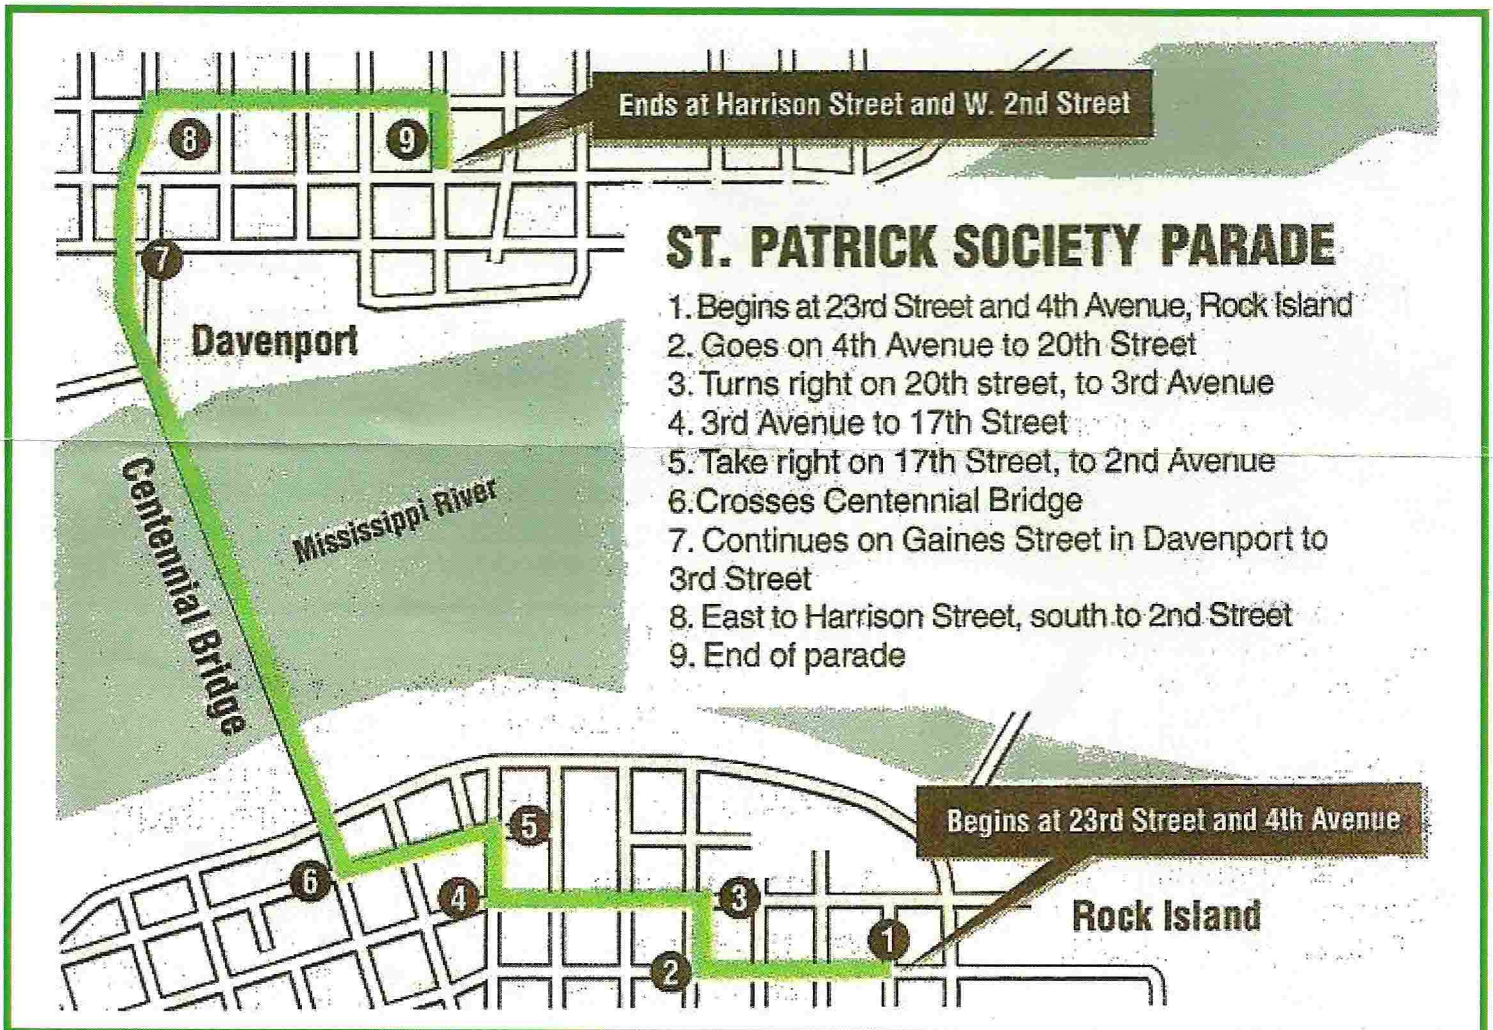 Ends at Harrison Street and W. 2nd Street
8
9
7
ST. PATRICK SOCIETY PARADE
1. Begins at 23rd Street and 4th Avenue, Rock Island
2. Goes on 4th Avenue to 20th Street
3. Turns right on 20th street, to 3rd Avenue
4. 3rd Avenue to 17th Street
5. Take right on 17th Street, to 2nd Avenue
6.Crosses Centennial Bridge
7. Continues on Gaines Street in Davenport to
3rd Street
8. East to Harrison Street, south to 2nd Street
9. End of parade
Davenport
Mississippi River
Centennial Bridge
Begins at 23rd Street and 4th Avenue
5
6
4
3
Rock Island
1
2